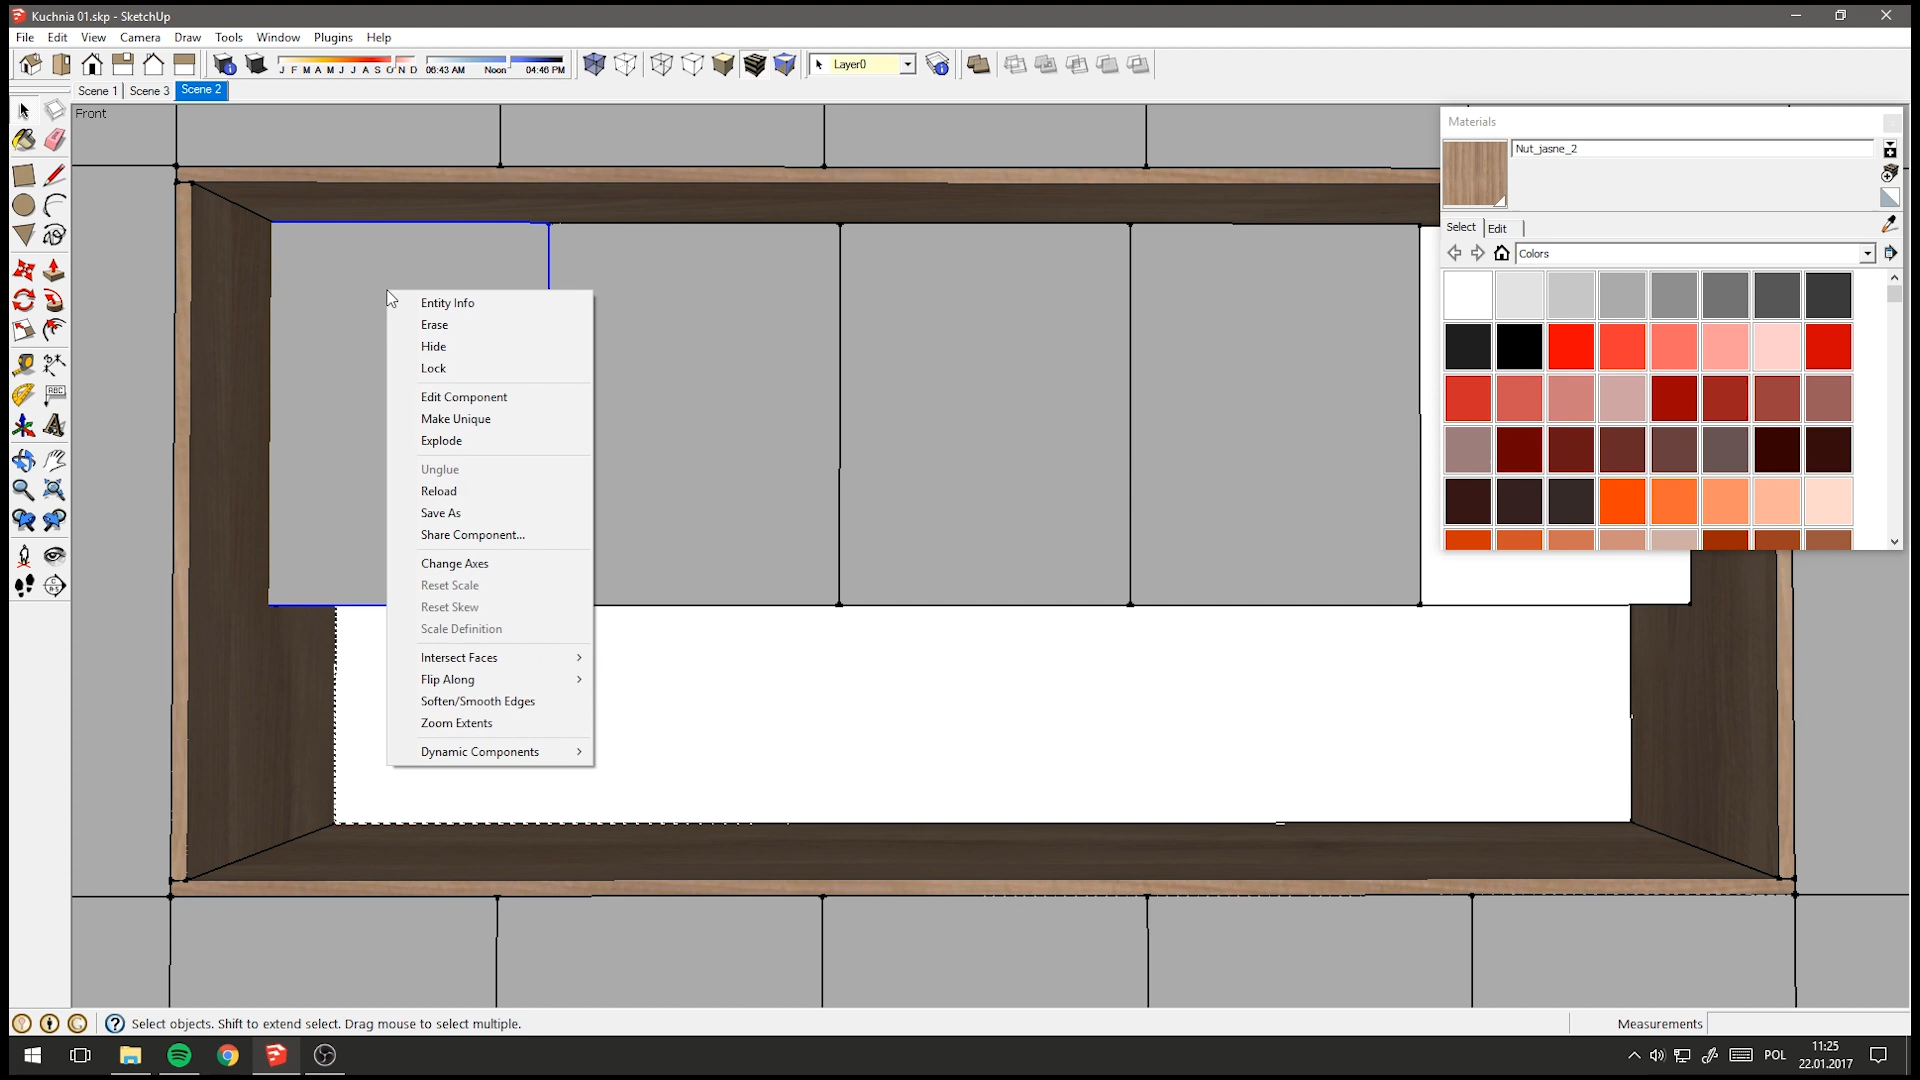 Kuchnia 01.skp - SketchUp
File Edit View Camera Draw Tools Window Plugins Help
J F M A M J J A S O N D 06:43 AM Noon 04:46 PM Layer0
Scene 1 Scene 3 Scene 2
Front
Materials
Nut_jasne_2
Select Edit
Colors
Entity Info
Erase
Hide
Lock
Edit Component
Make Unique
Explode
Unglue
Reload
Save As
Share Component...
Change Axes
Reset Scale
Reset Skew
Scale Definition
Intersect Faces
Flip Along
Soften/Smooth Edges
Zoom Extents
Dynamic Components
ABC
Select objects. Shift to extend select. Drag mouse to select multiple.
Measurements
POL
11:25
22.01.2017